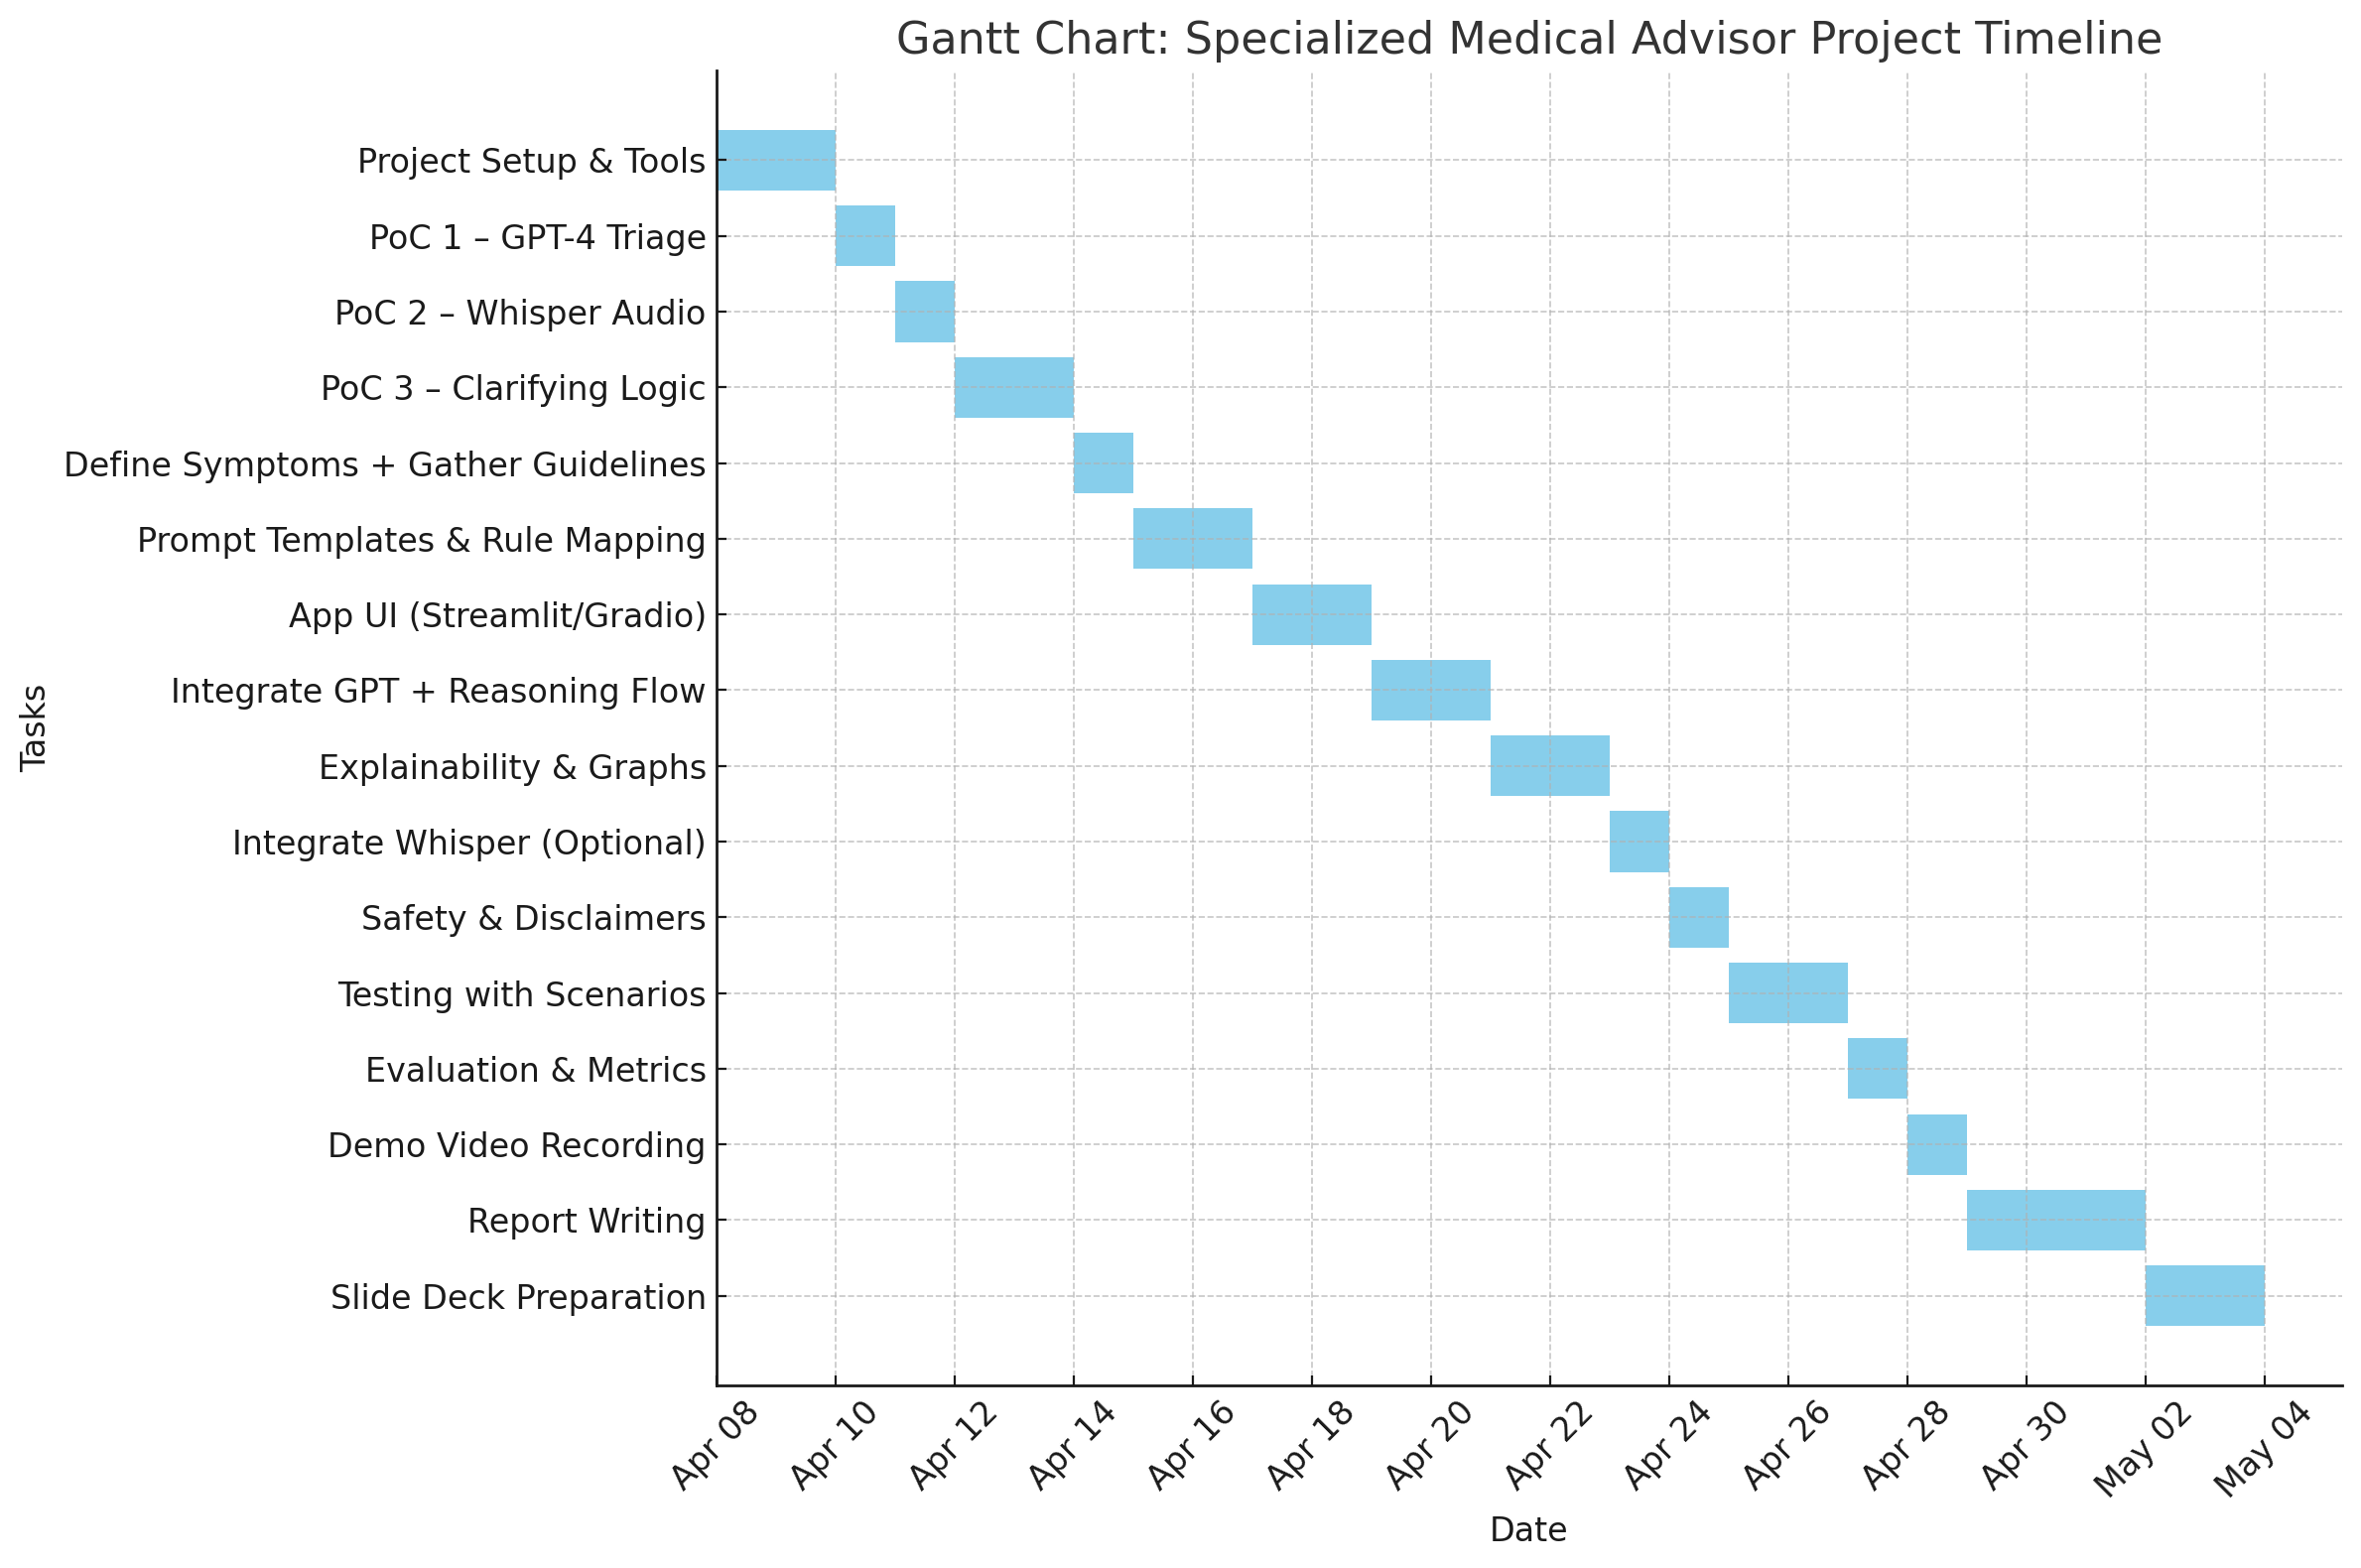 Gantt Chart: Specialized Medical Advisor Project Timeline
Project Setup & Tools
PoC 1 – GPT-4 Triage
PoC 2 – Whisper Audio
PoC 3 – Clarifying Logic
Define Symptoms + Gather Guidelines
Prompt Templates & Rule Mapping
App UI (Streamlit/Gradio)
Integrate GPT + Reasoning Flow
Explainability & Graphs
Integrate Whisper (Optional)
Safety & Disclaimers
Testing with Scenarios
Evaluation & Metrics
Demo Video Recording
Report Writing
Slide Deck Preparation
Tasks
Apr 08
Apr 10
Apr 12
Apr 14
Apr 16
Apr 18
Apr 20
Apr 22
Apr 24
Apr 26
Apr 28
Apr 30
May 02
May 04
Date